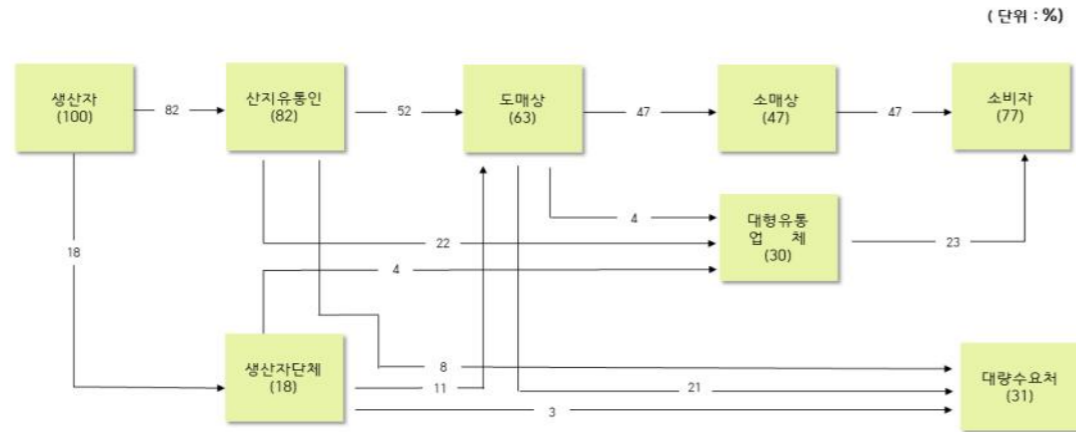 ( 단위 : %)
생산자
(100)
82
산지유통인
(82)
52
도매상
(63)
47
소매상
(47)
47
소비자
(77)
4
대형유통
업 체
(30)
18
22
23
4
생산자단체
(18)
8
11
21
3
대량수요처
(31)